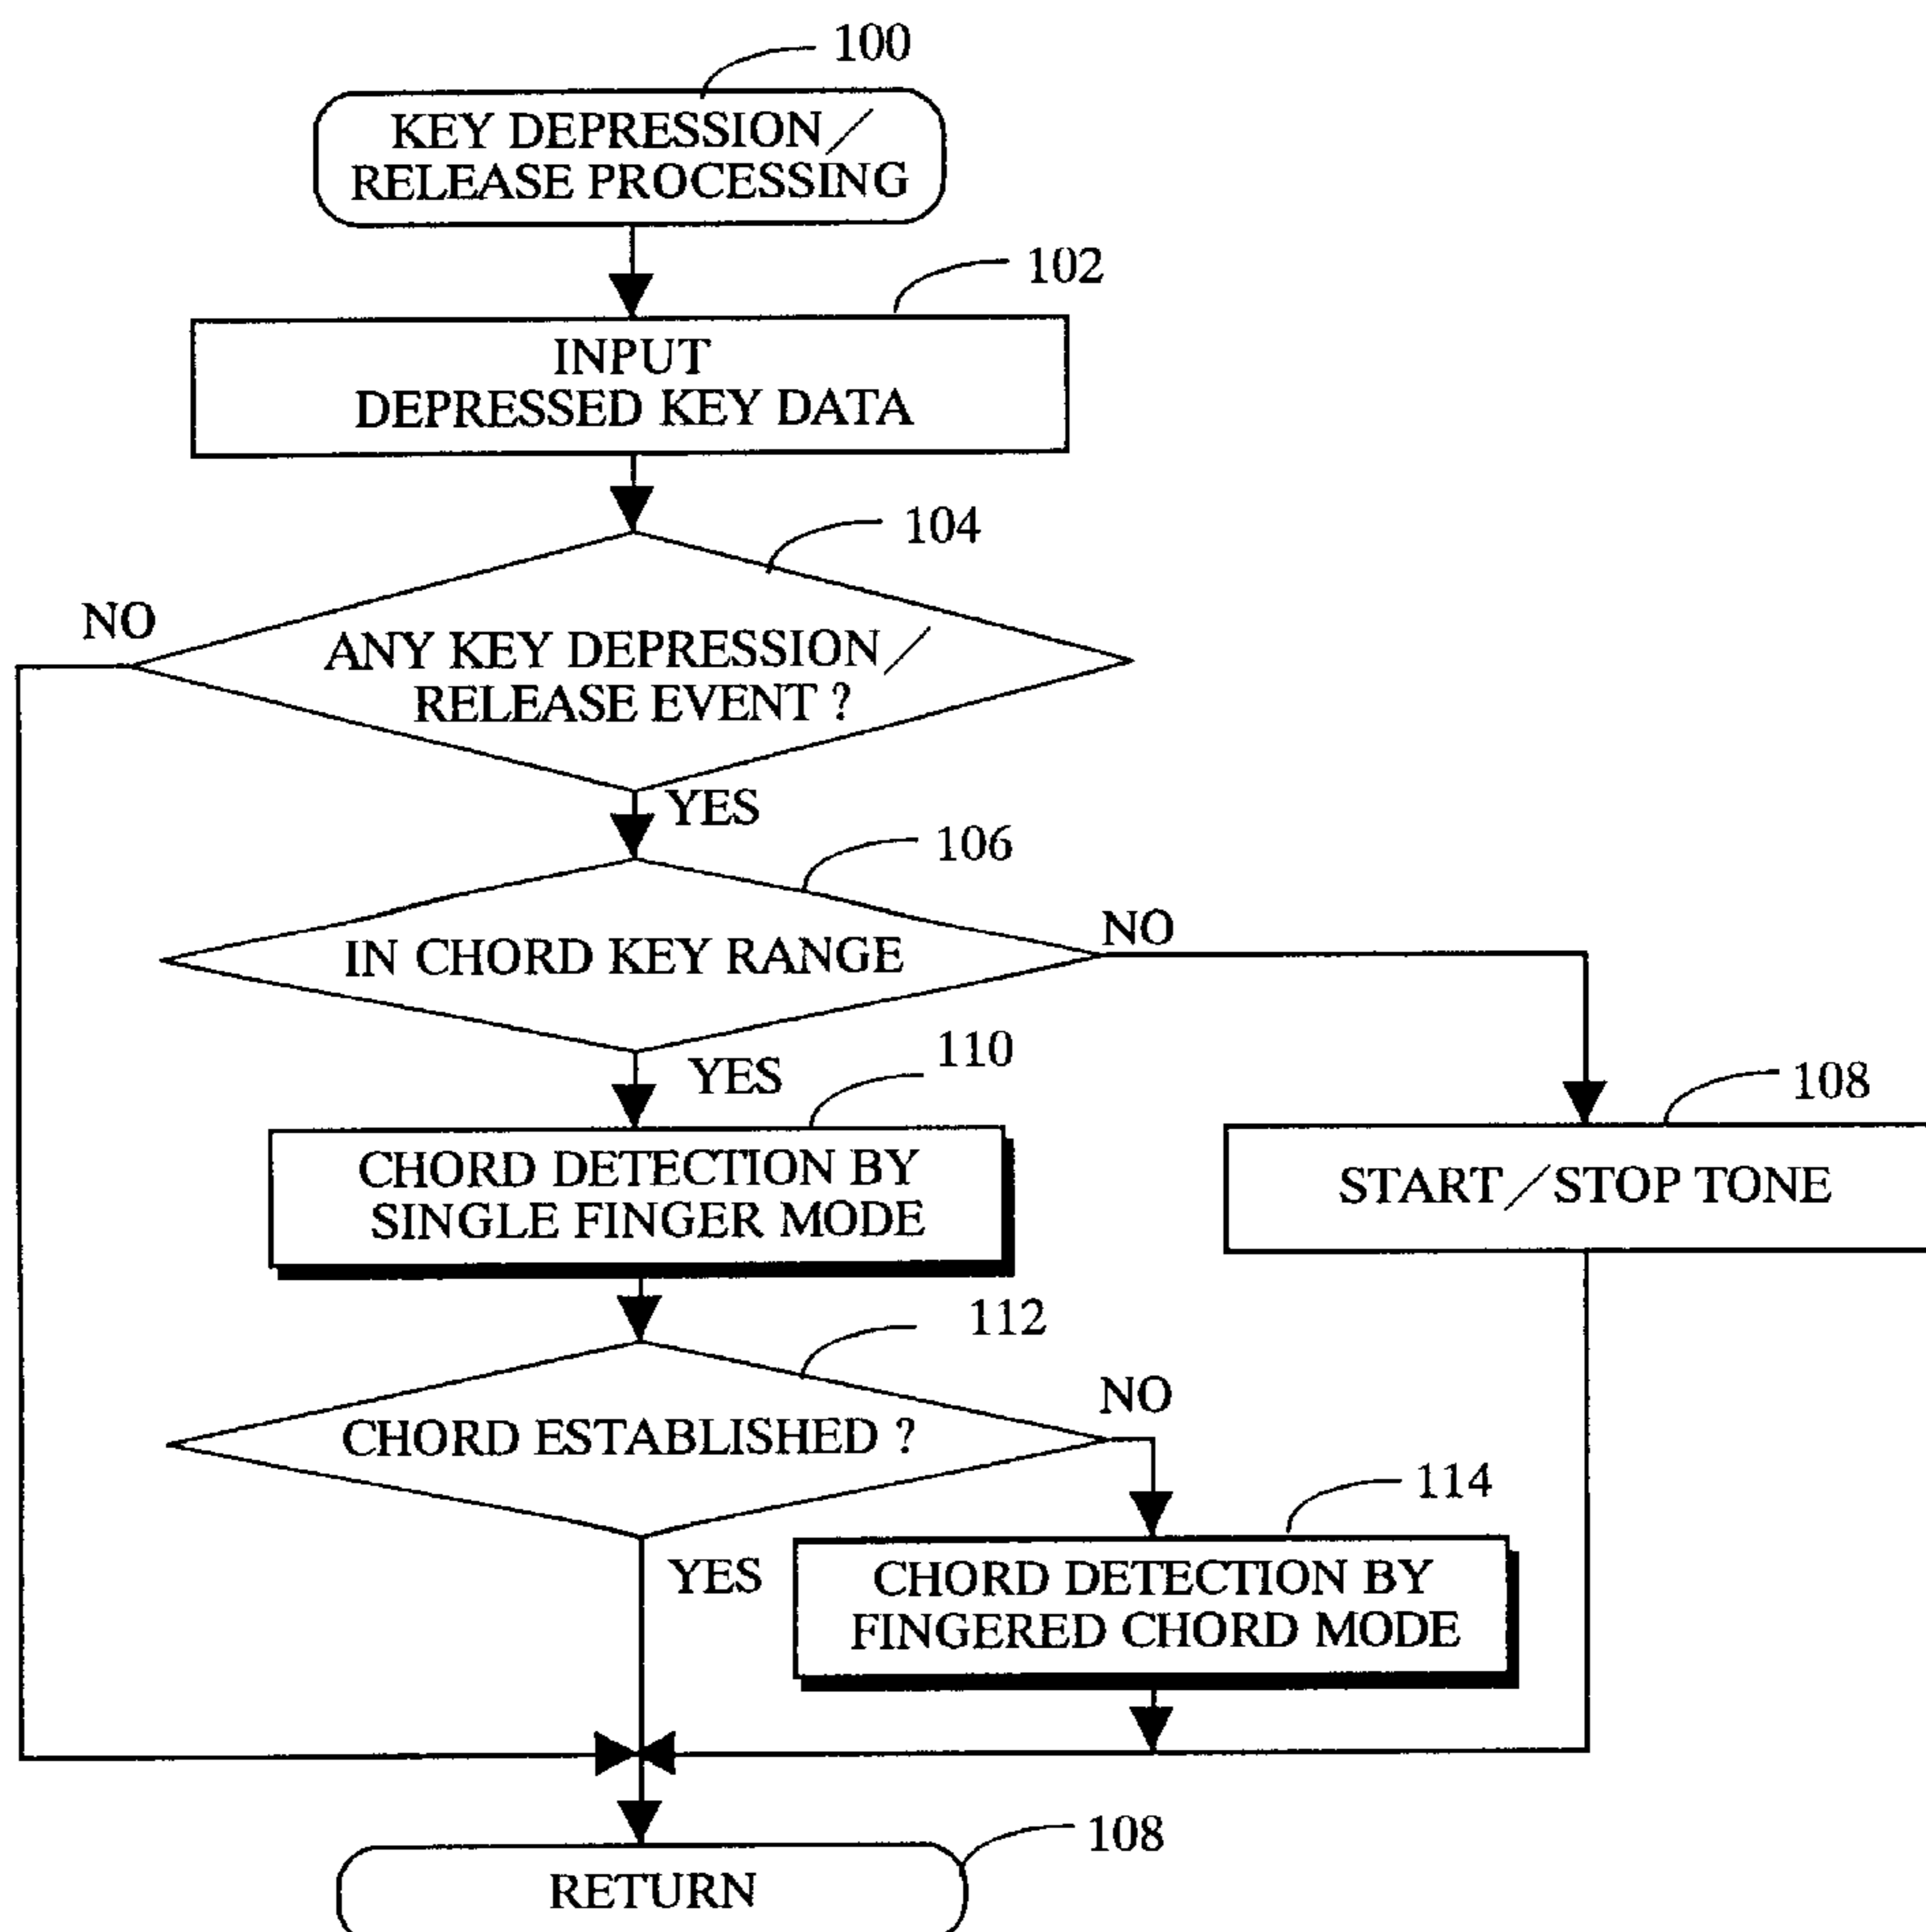 100
KEY DEPRESSION/
RELEASE PROCESSING
102
INPUT
DEPRESSED KEY DATA
104
NO
ANY KEY DEPRESSION/
RELEASE EVENT ?
YES
106
NO
IN CHORD KEY RANGE
YES
110
108
CHORD DETECTION BY
SINGLE FINGER MODE
START/STOP TONE
112
NO
CHORD ESTABLISHED ?
114
YES
CHORD DETECTION BY
FINGERED CHORD MODE
108
RETURN